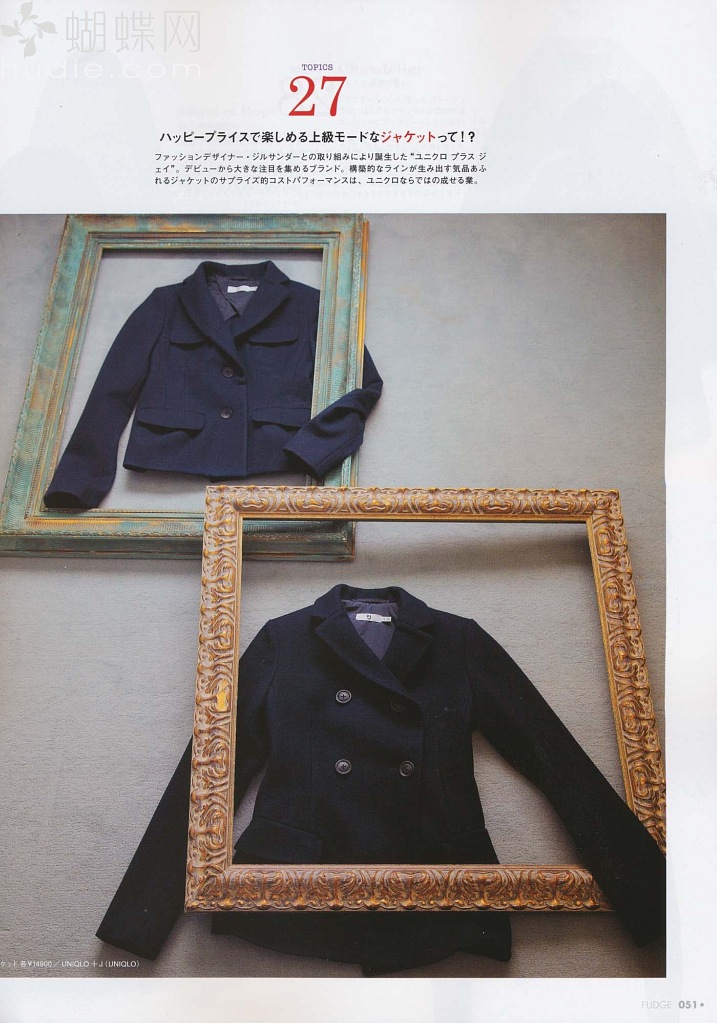 蝴蝶网
hudie.com
TOPICS
27
ハッピープライスで楽しめる上級モードなジャケットって!?
ファッションデザイナー・ジルサンダーとの取り組みにより誕生した“ユニクロ プラス ジ
ェイ”。デビューから大きな注目を集めるブランド。構築的なラインが生み出す気品あふ
れるジャケットのサプライズ的コストパフォーマンスは、ユニクロならではの成せる業。
+J
ケット各¥14900/UNIQLO +J(UNIQLO)
FUDGE 051